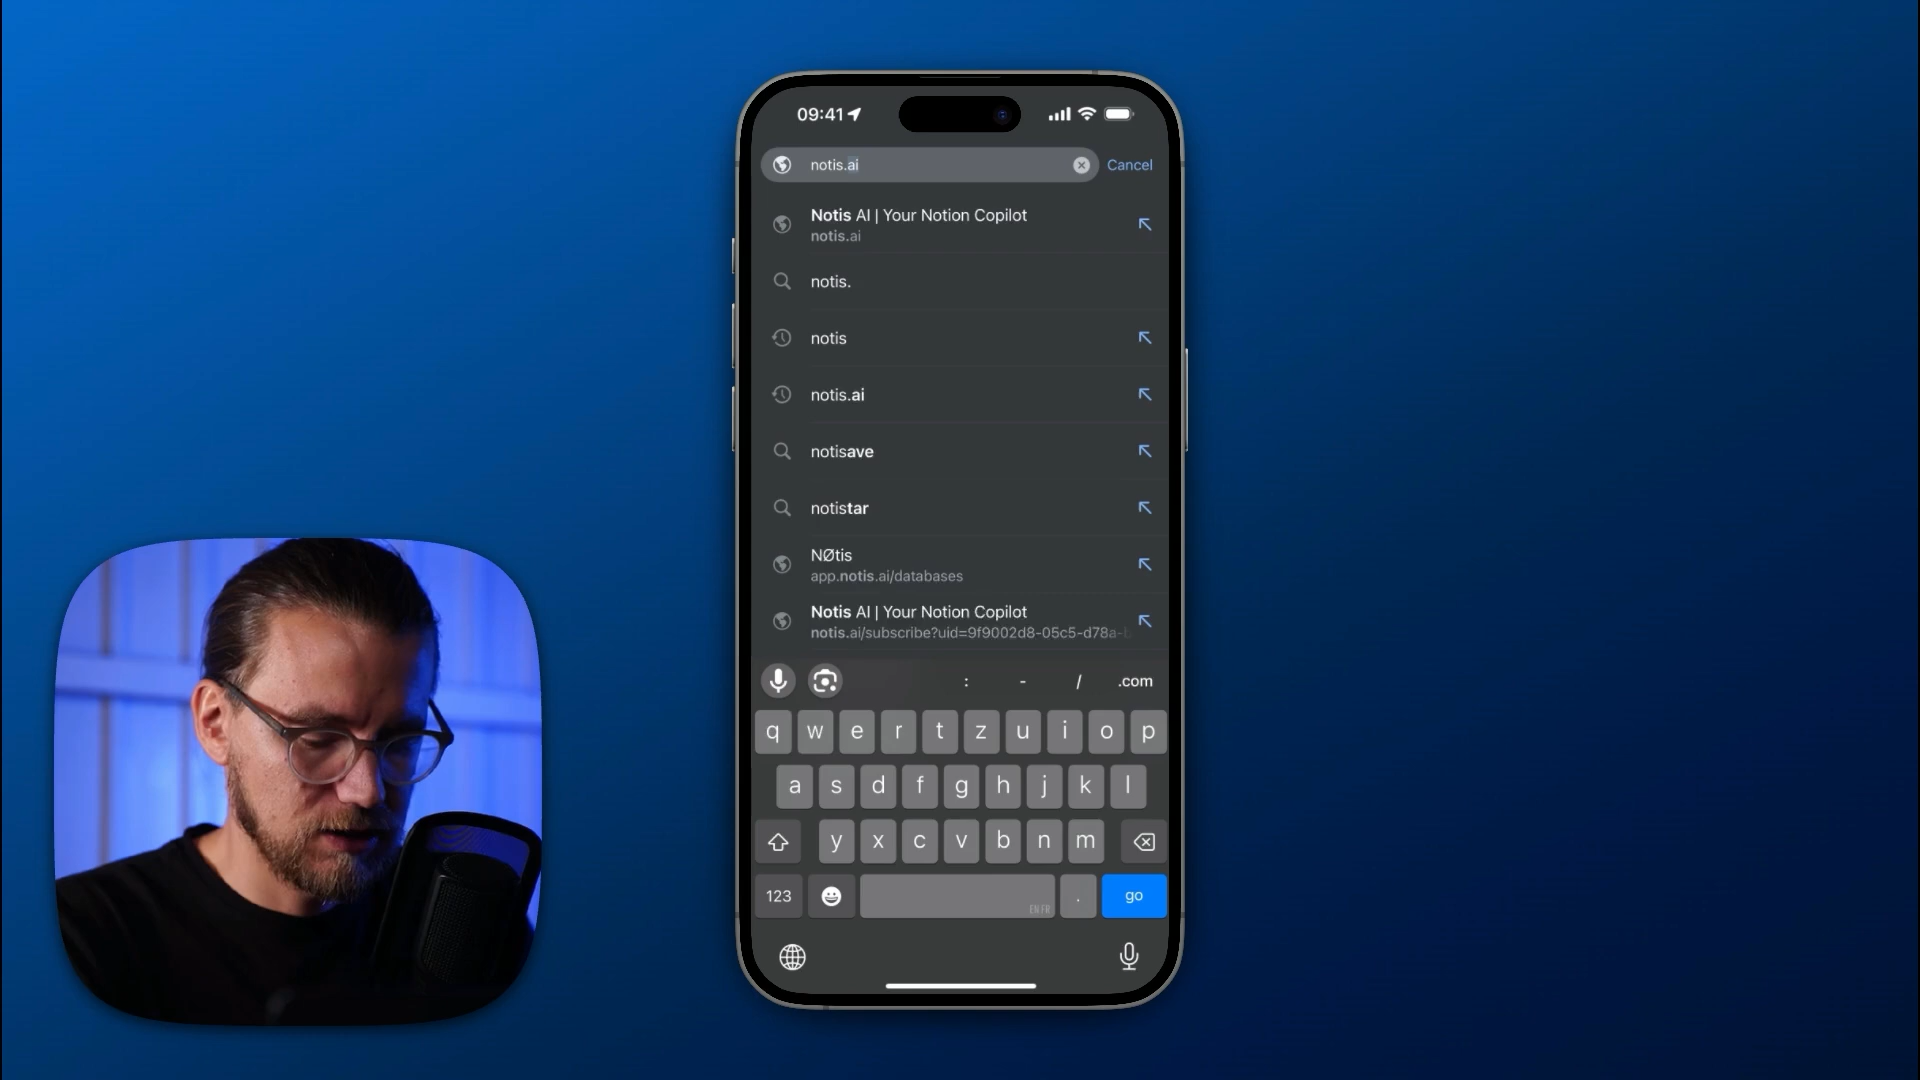 09:41
notis.ai
Cancel
Notis AI | Your Notion Copilot
notis.ai
notis.
notis
notis.ai
notisave
notistar
NØtis
app.notis.ai/databases
Notis AI | Your Notion Copilot
notis.ai/subscribe?uid=9f9002d8-05c5-d78a-
: - / .com
q w e r t z u i o p
a s d f g h j k l
y x c v b n m
123 . go
EN FR